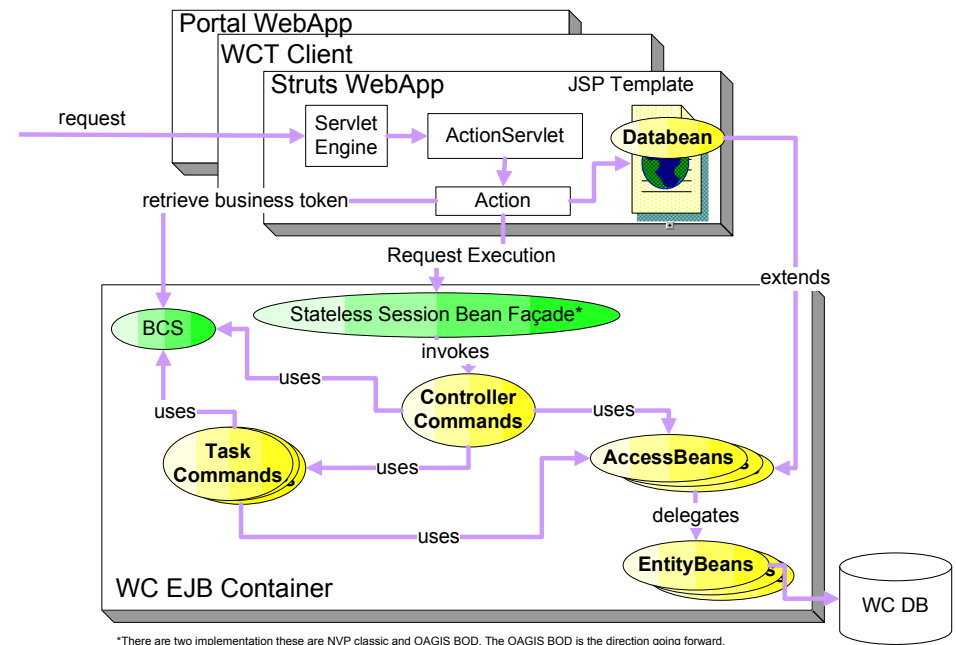 Portal WebApp
WCT Client
Struts WebApp
JSP Template
request
Servlet
Engine
ActionServlet
Databean
retrieve business token
Action
Request Execution
extends
Stateless Session Bean Façade*
BCS
invokes
uses
Controller
Commands
uses
uses
Task
Commands
s
uses
AccessBeans
s
delegates
uses
EntityBeans
s
WC EJB Container
WC DB
*There are two implementation these are NVP classic and OAGIS BOD. The OAGIS BOD is the direction going forward.